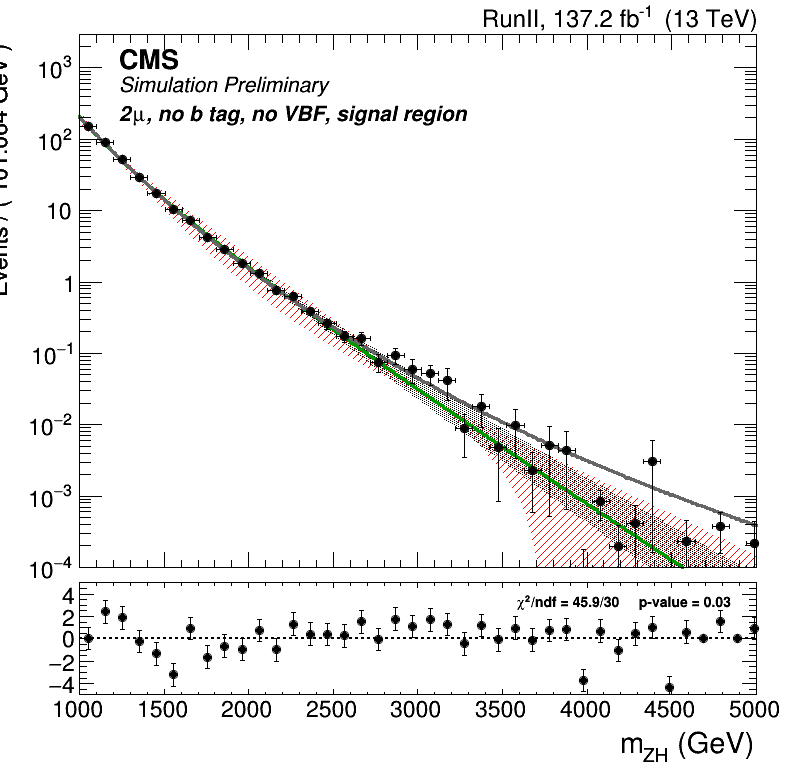 RunII, 137.2 fb⁻¹ (13 TeV)
CMS
Simulation Preliminary
2μ, no b tag, no VBF, signal region
10³
10²
10
1
10⁻¹
10⁻²
10⁻³
10⁻⁴
χ²/ndf = 45.9/30 p-value = 0.03
4
2
0
−2
−4
1000 1500 2000 2500 3000 3500 4000 4500 5000
m_ZH (GeV)